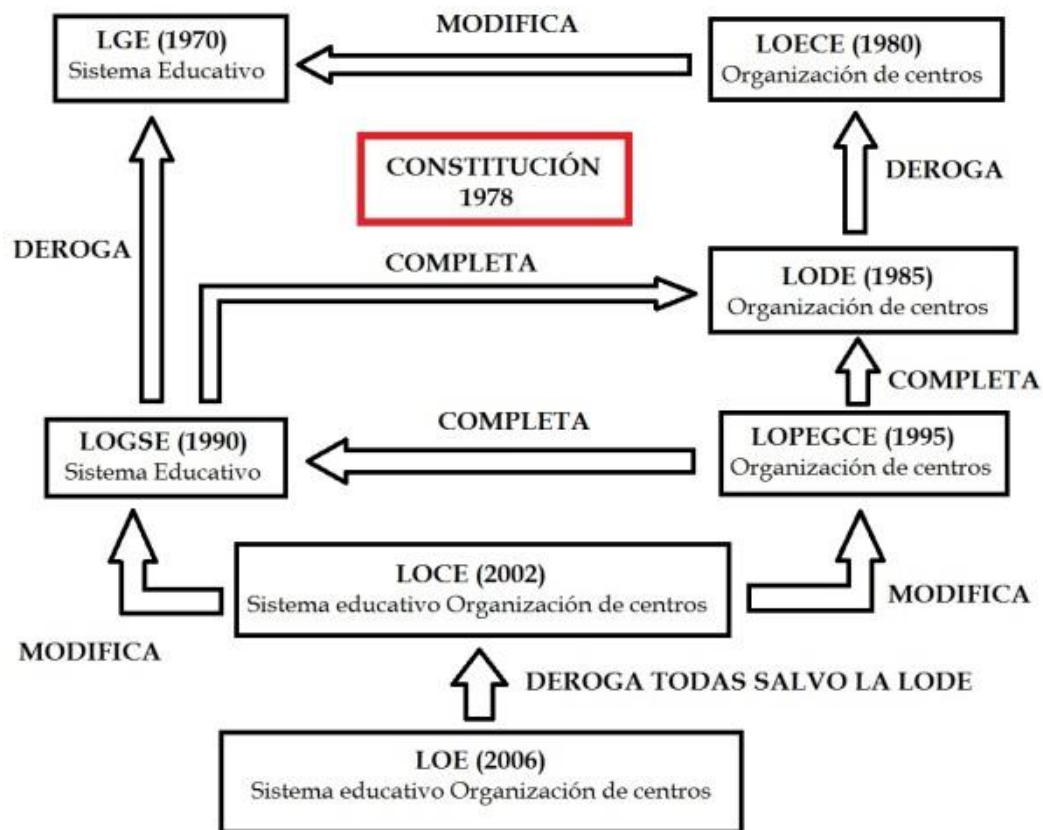 LGE (1970)
Sistema Educativo
MODIFICA
LOECE (1980)
Organización de centros
CONSTITUCIÓN
1978
DEROGA
DEROGA
COMPLETA
LODE (1985)
Organización de centros
COMPLETA
LOGSE (1990)
Sistema Educativo
COMPLETA
LOPEGCE (1995)
Organización de centros
LOCE (2002)
Sistema educativo Organización de centros
MODIFICA
MODIFICA
DEROGA TODAS SALVO LA LODE
LOE (2006)
Sistema educativo Organización de centros